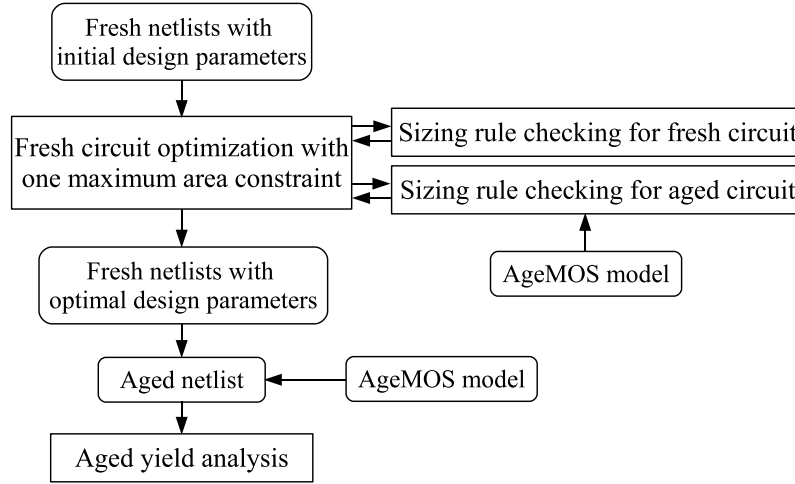 Fresh netlists with
initial design parameters
Fresh circuit optimization with
one maximum area constraint
Sizing rule checking for fresh circuit
Sizing rule checking for aged circuit
AgeMOS model
Fresh netlists with
optimal design parameters
Aged netlist
AgeMOS model
Aged yield analysis